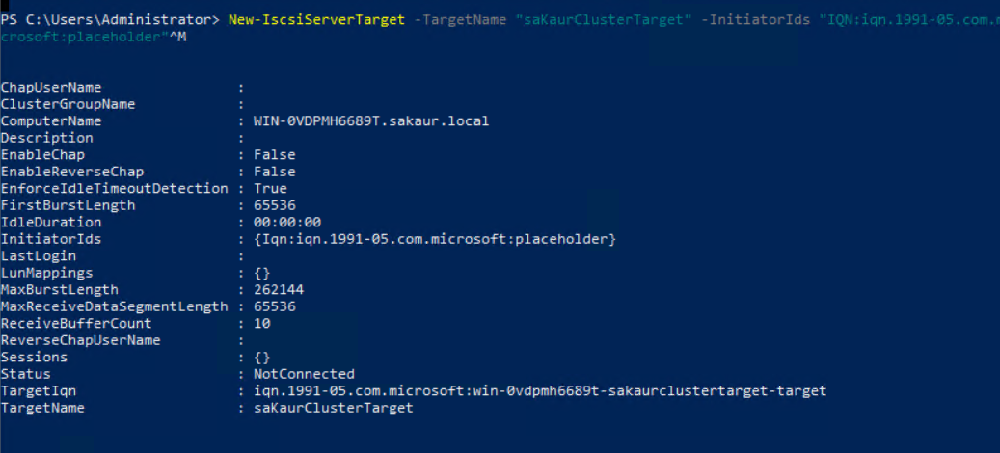 PS C:\Users\Administrator> New-IscsiServerTarget -TargetName "saKaurClusterTarget" -InitiatorIds "IQN:iqn.1991-05.com.
crosoft:placeholder"^M
ChapUserName :
ClusterGroupName :
ComputerName : WIN-0VDPMH6689T.sakaur.local
Description :
EnableChap : False
EnableReverseChap : False
EnforceIdleTimeoutDetection : True
FirstBurstLength : 65536
IdleDuration : 00:00:00
InitiatorIds : {Iqn:iqn.1991-05.com.microsoft:placeholder}
LastLogin :
LunMappings : {}
MaxBurstLength : 262144
MaxReceiveDataSegmentLength : 65536
ReceiveBufferCount : 10
ReverseChapUserName :
Sessions : {}
Status : NotConnected
TargetIqn : iqn.1991-05.com.microsoft:win-0vdpmh6689t-sakaurclustertarget-target
TargetName : saKaurClusterTarget